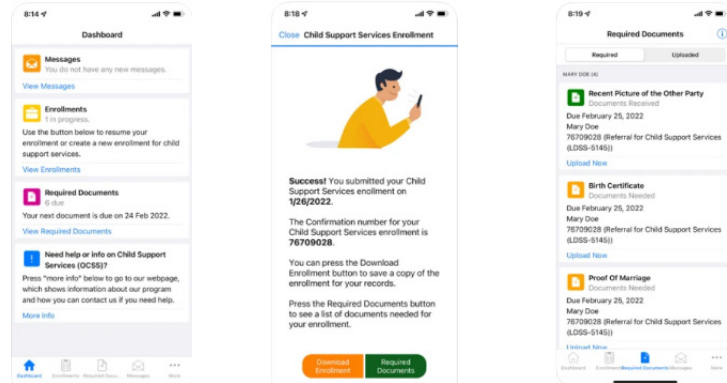 8:14
Dashboard
Messages
You do not have any new messages.
View Messages
Enrollments
1 in progress.
Use the button below to resume your
enrollment or create a new enrollment for child
support services.
View Enrollments
Required Documents
6 due
Your next document is due on 24 Feb 2022.
View Required Documents
Need help or info on Child Support
Services (OCSS)?
Press "more info" below to go to our webpage,
which shows information about our program
and how you can contact us if you need help.
More Info
Dashboard Enrollments Required Docu... Messages More
8:18
Close Child Support Services Enrollment
Success! You submitted your Child
Support Services enollment on
1/26/2022.
The Confirmation number for your
Child Support Services enrollment is
76709028.
You can press the Download
Enrollment button to save a copy of the
enrollment for your records.
Press the Required Documents button
to see a list of documents needed for
your enrollment.
Download
Enrollment
Required
Documents
8:19
Required Documents
Required Uploaded
MARY DOE (4)
Recent Picture of the Other Party
Documents Received
Due February 25, 2022
Mary Doe
76709028 (Referral for Child Support Services
(LDSS-5145))
Upload Now
Birth Certificate
Documents Needed
Due February 25, 2022
Mary Doe
76709028 (Referral for Child Support Services
(LDSS-5145))
Upload Now
Proof Of Marriage
Documents Needed
Due February 25, 2022
Mary Doe
76709028 (Referral for Child Support Services
(LDSS-5145))
Upload Now
Dashboard Enrollments Required Documents Messages More